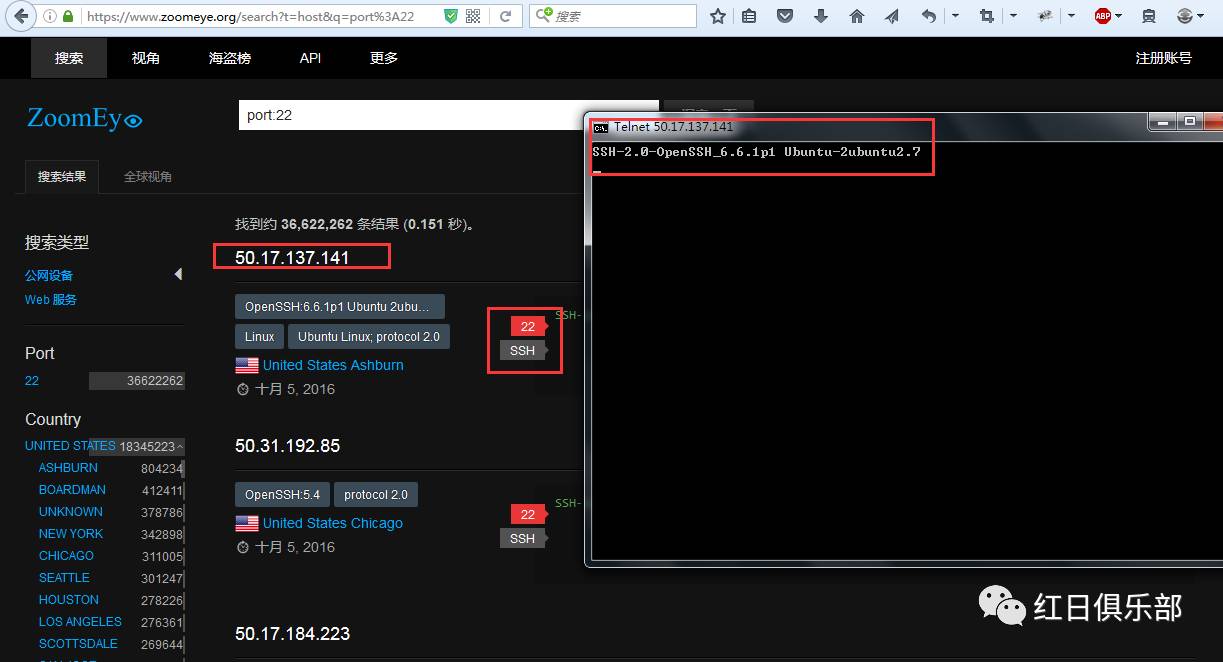 https://www.zoomeye.org/search?t=host&q=port%3A22
搜索
ABP
搜索
视角
海盗榜
API
更多
注册账号
ZoomEye
port:22
C:\.
Telnet 50.17.137.141
SSH-2.0-OpenSSH_6.6.1p1 Ubuntu-2ubuntu2.7
搜索结果
全球视角
找到约 36,622,262 条结果 (0.151 秒)。
搜索类型
公网设备
Web 服务
Port
22 36622262
Country
UNITED STATES 18345223
ASHBURN 804234
BOARDMAN 412411
UNKNOWN 378786
NEW YORK 342898
CHICAGO 311005
SEATTLE 301247
HOUSTON 278226
LOS ANGELES 276361
SCOTTSDALE 269644
50.17.137.141
OpenSSH:6.6.1p1 Ubuntu 2ubu...
Linux
Ubuntu Linux; protocol 2.0
United States Ashburn
十月 5, 2016
22
SSH
SSH-
50.31.192.85
OpenSSH:5.4
protocol 2.0
United States Chicago
十月 5, 2016
22
SSH
SSH-
50.17.184.223
红日俱乐部